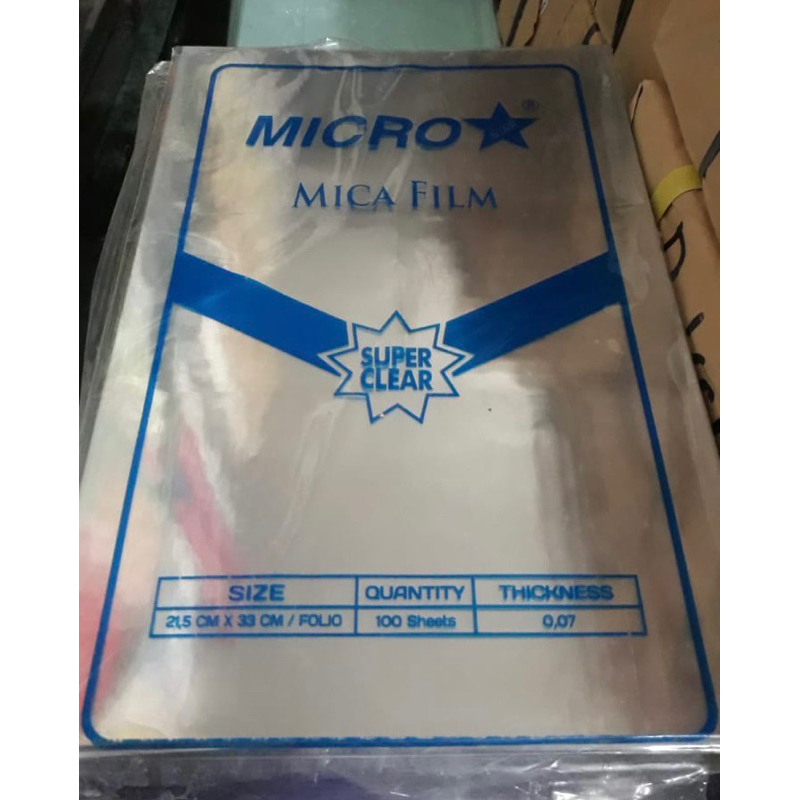 MICRO ®
MICA FILM
SUPER
CLEAR
SIZE QUANTITY THICKNESS
21,5 CM X 33 CM / FOLIO 100 Sheets 0,07